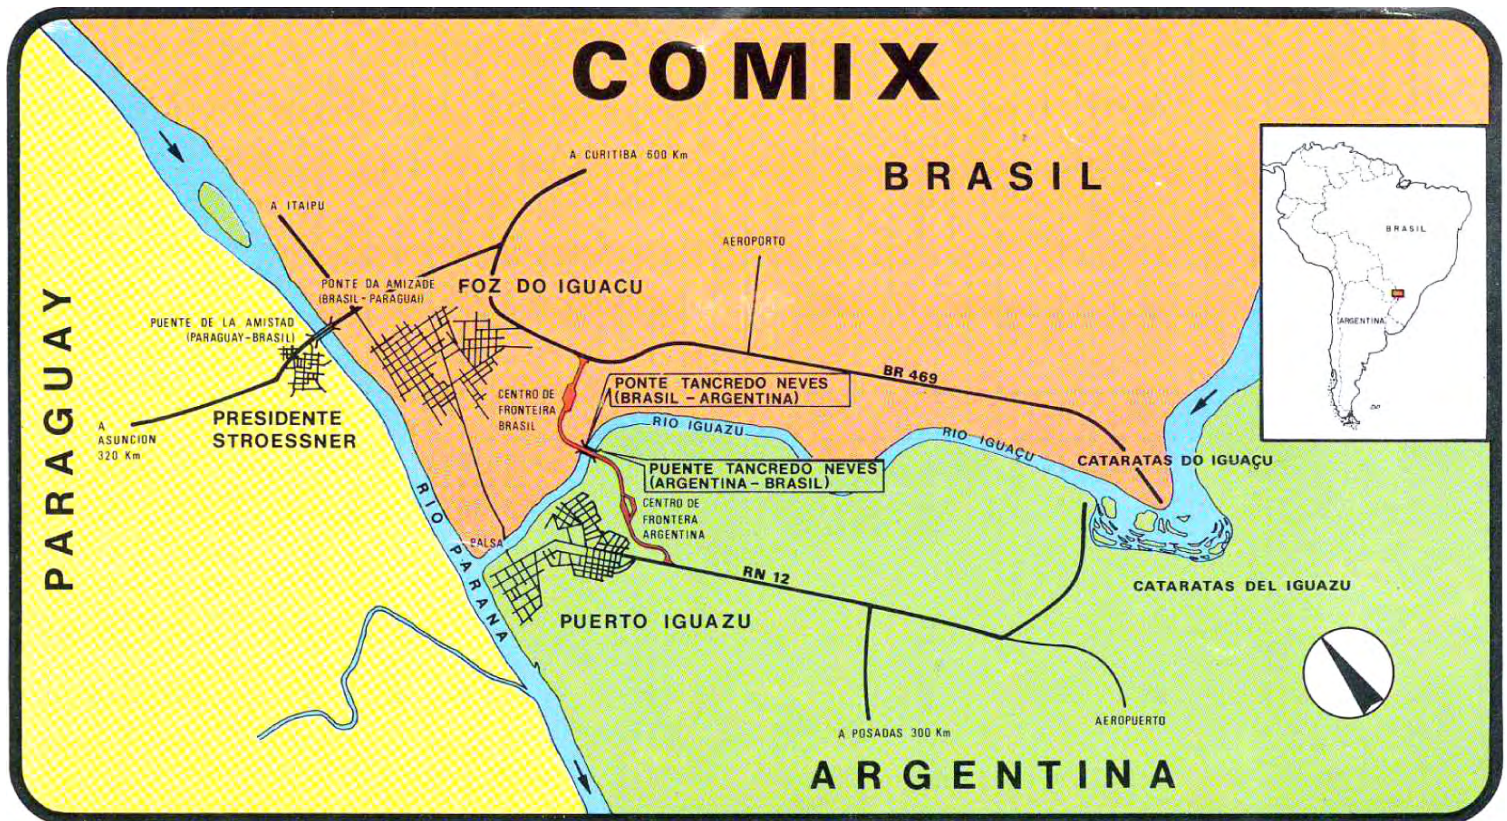 COMIX
BRASIL
A CURITIBA 600 Km
A ITAIPU
AEROPORTO
PONTE DA AMIZADE
(BRASIL-PARAGUAI)
FOZ DO IGUACU
PUENTE DE LA AMISTAD
(PARAGUAY-BRASIL)
PARAGUAY
PRESIDENTE
STROESSNER
A
ASUNCION
320 Km
CENTRO DE
FRONTEIRA
BRASIL
PONTE TANCREDO NEVES
(BRASIL - ARGENTINA)
BR 469
RIO IGUAZU
RIO IGUAÇU
CATARATAS DO IGUAÇU
PUENTE TANCREDO NEVES
(ARGENTINA - BRASIL)
CENTRO DE
FRONTERA
ARGENTINA
RIO PARANA
BALSA
RN 12
PUERTO IGUAZU
CATARATAS DEL IGUAZU
A POSADAS 300 Km
AEROPUERTO
ARGENTINA
BRASIL
ARGENTINA